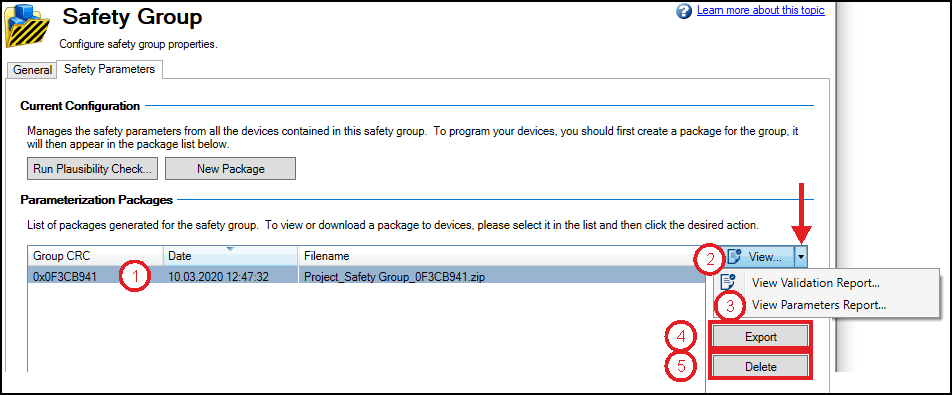 Safety Group
Learn more about this topic
Configure safety group properties.
General
Safety Parameters
Current Configuration
Manages the safety parameters from all the devices contained in this safety group. To program your devices, you should first create a package for the group, it
will then appear in the package list below.
Run Plausibility Check...
New Package
Parameterization Packages
List of packages generated for the safety group. To view or download a package to devices, please select it in the list and then click the desired action.
Group CRC
Date
Filename
2
View...
0x0F3CB941
1
10.03.2020 12:47:32
Project_Safety Group_0F3CB941.zip
View Validation Report...
3
View Parameters Report...
4
Export
5
Delete